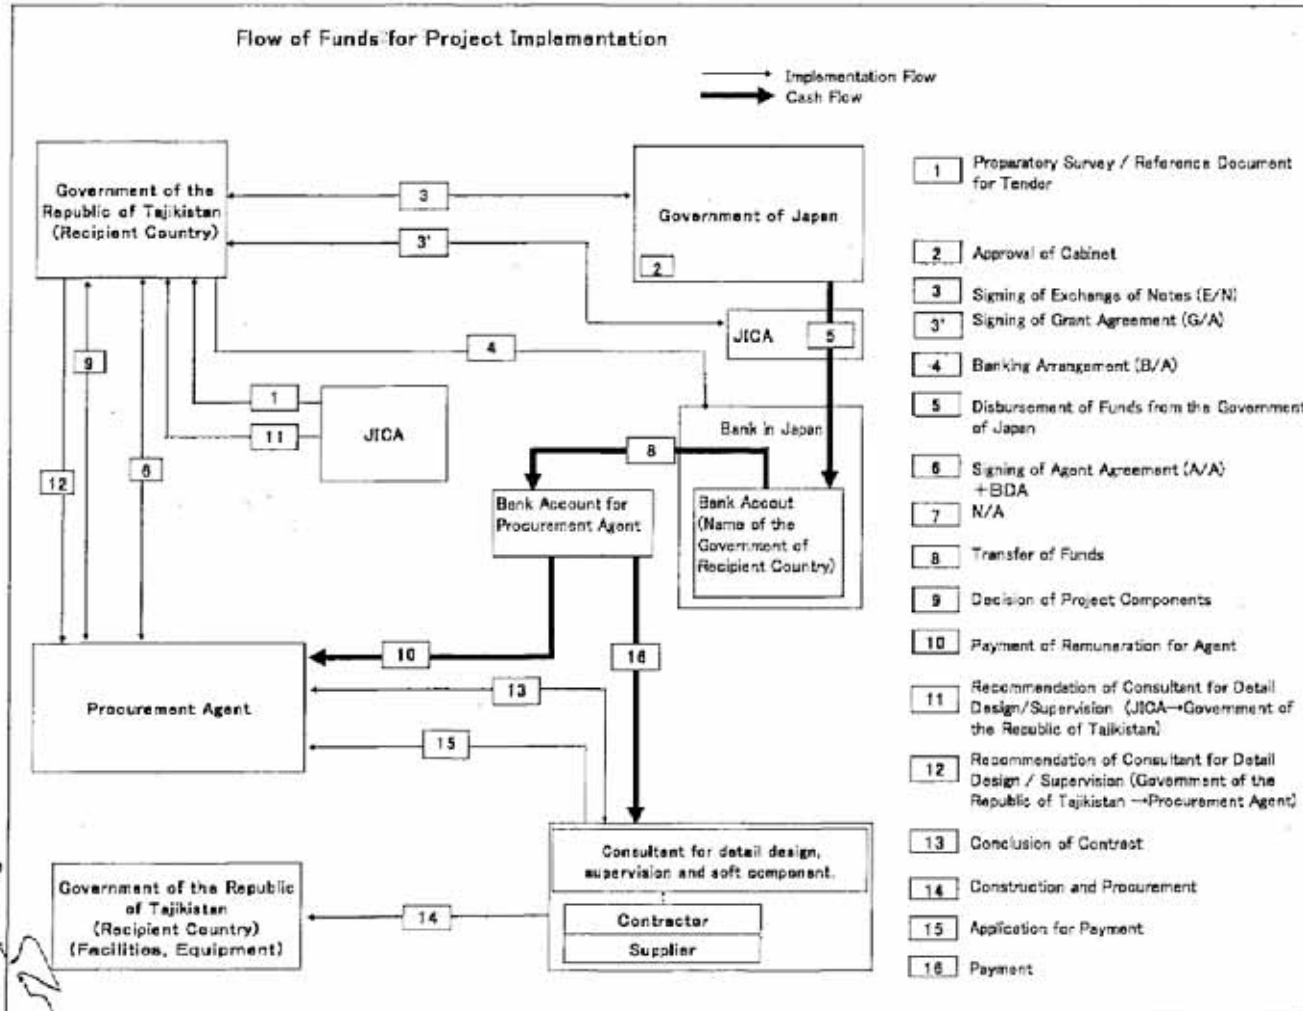 Flow of Funds for Project Implementation
Implementation Flow
Cash Flow
Government of the
Republic of Tajikistan
(Recipient Country)
3
3'
Government of Japan
2
JICA
5
4
9
1
11
JICA
6
12
Bank in Japan
8
Bank Account for
Procurement Agent
Bank Accout
(Name of the
Government of
Recipient Country)
10
16
13
15
Procurement Agent
Consultant for detail design,
supervision and soft component.
Contractor
Supplier
14
Government of the Republic
of Tajikistan
(Recipient Country)
(Facilities, Equipment)
1 Preparatory Survey / Reference Document
for Tender
2 Approval of Cabinet
3 Signing of Exchange of Notes (E/N)
3' Signing of Grant Agreement (G/A)
4 Banking Arrangement (B/A)
5 Disbursement of Funds from the Government
of Japan
6 Signing of Agent Agreement (A/A)
+BDA
7 N/A
8 Transfer of Funds
9 Decision of Project Components
10 Payment of Remuneration for Agent
11 Recommendation of Consultant for Detail
Design/Supervision (JICA→Government of
the Republic of Tajikistan)
12 Recommendation of Consultant for Detail
Design / Supervision (Government of the
Republic of Tajikistan →Procurement Agent)
13 Conclusion of Contract
14 Construction and Procurement
15 Application for Payment
16 Payment